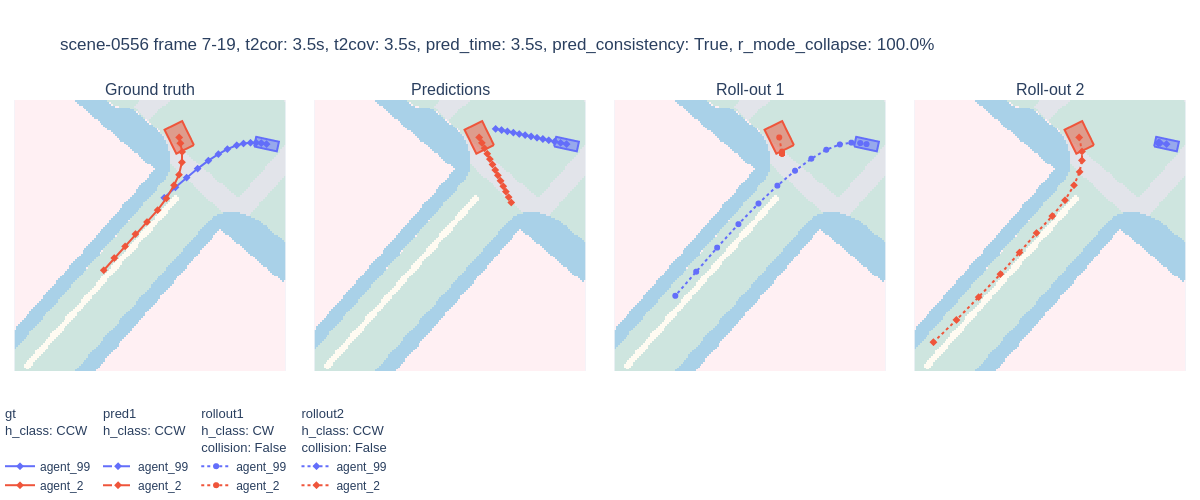 scene-0556 frame 7-19, t2cor: 3.5s, t2cov: 3.5s, pred_time: 3.5s, pred_consistency: True, r_mode_collapse: 100.0%
Ground truth
Predictions
Roll-out 1
Roll-out 2
gt
h_class: CCW
agent_99
agent_2
pred1
h_class: CCW
agent_99
agent_2
rollout1
h_class: CW
collision: False
agent_99
agent_2
rollout2
h_class: CCW
collision: False
agent_99
agent_2